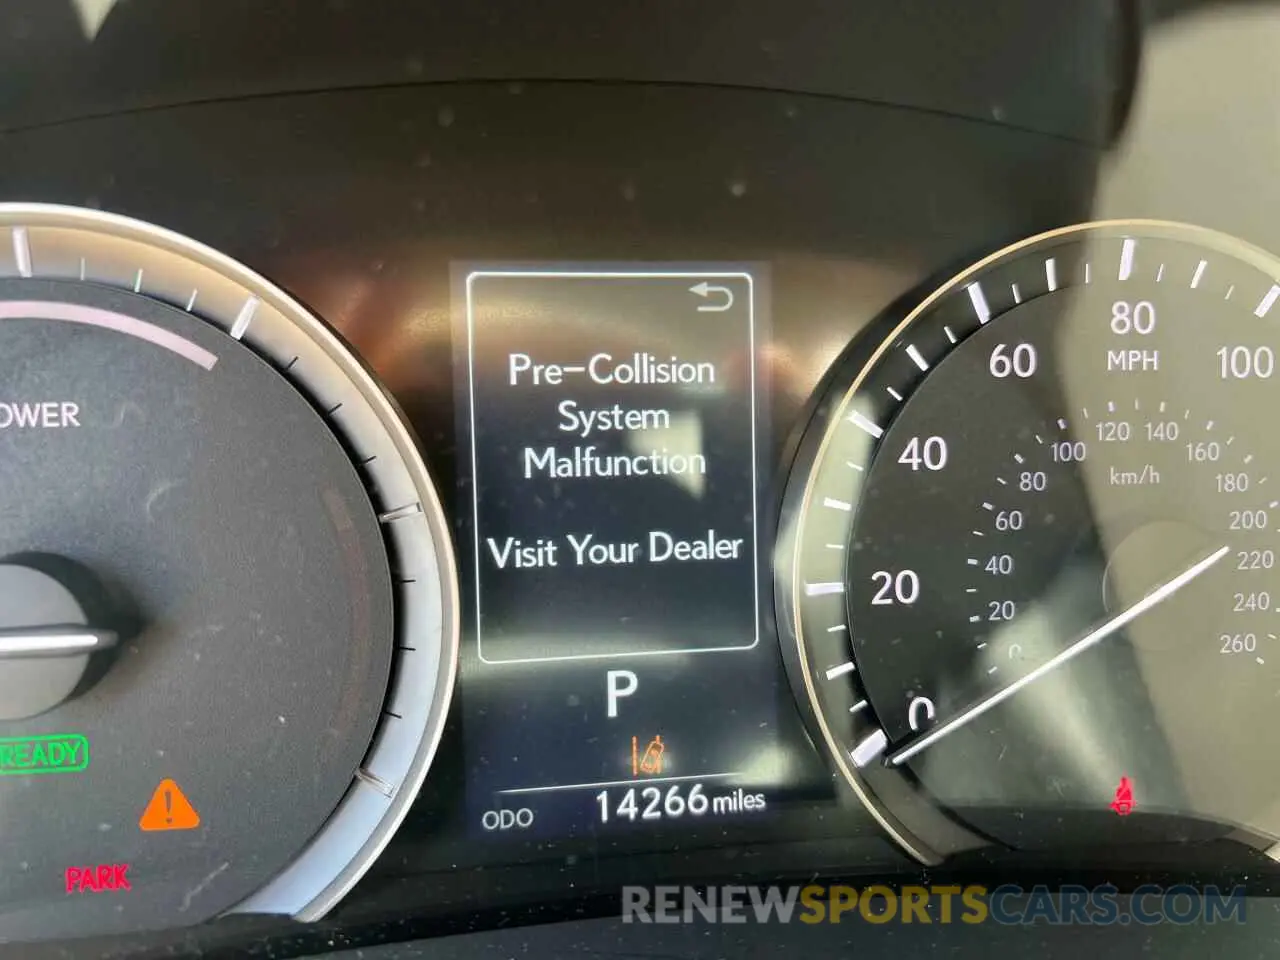 Pre-Collision
System
Malfunction
Visit Your Dealer
P
ODO 14266 miles
OWER
READY
PARK
0
20
40
60
80
100
MPH
0
20
40
60
80
100
120
140
160
180
200
220
240
260
km/h
RENEWSPORTSCARS.COM